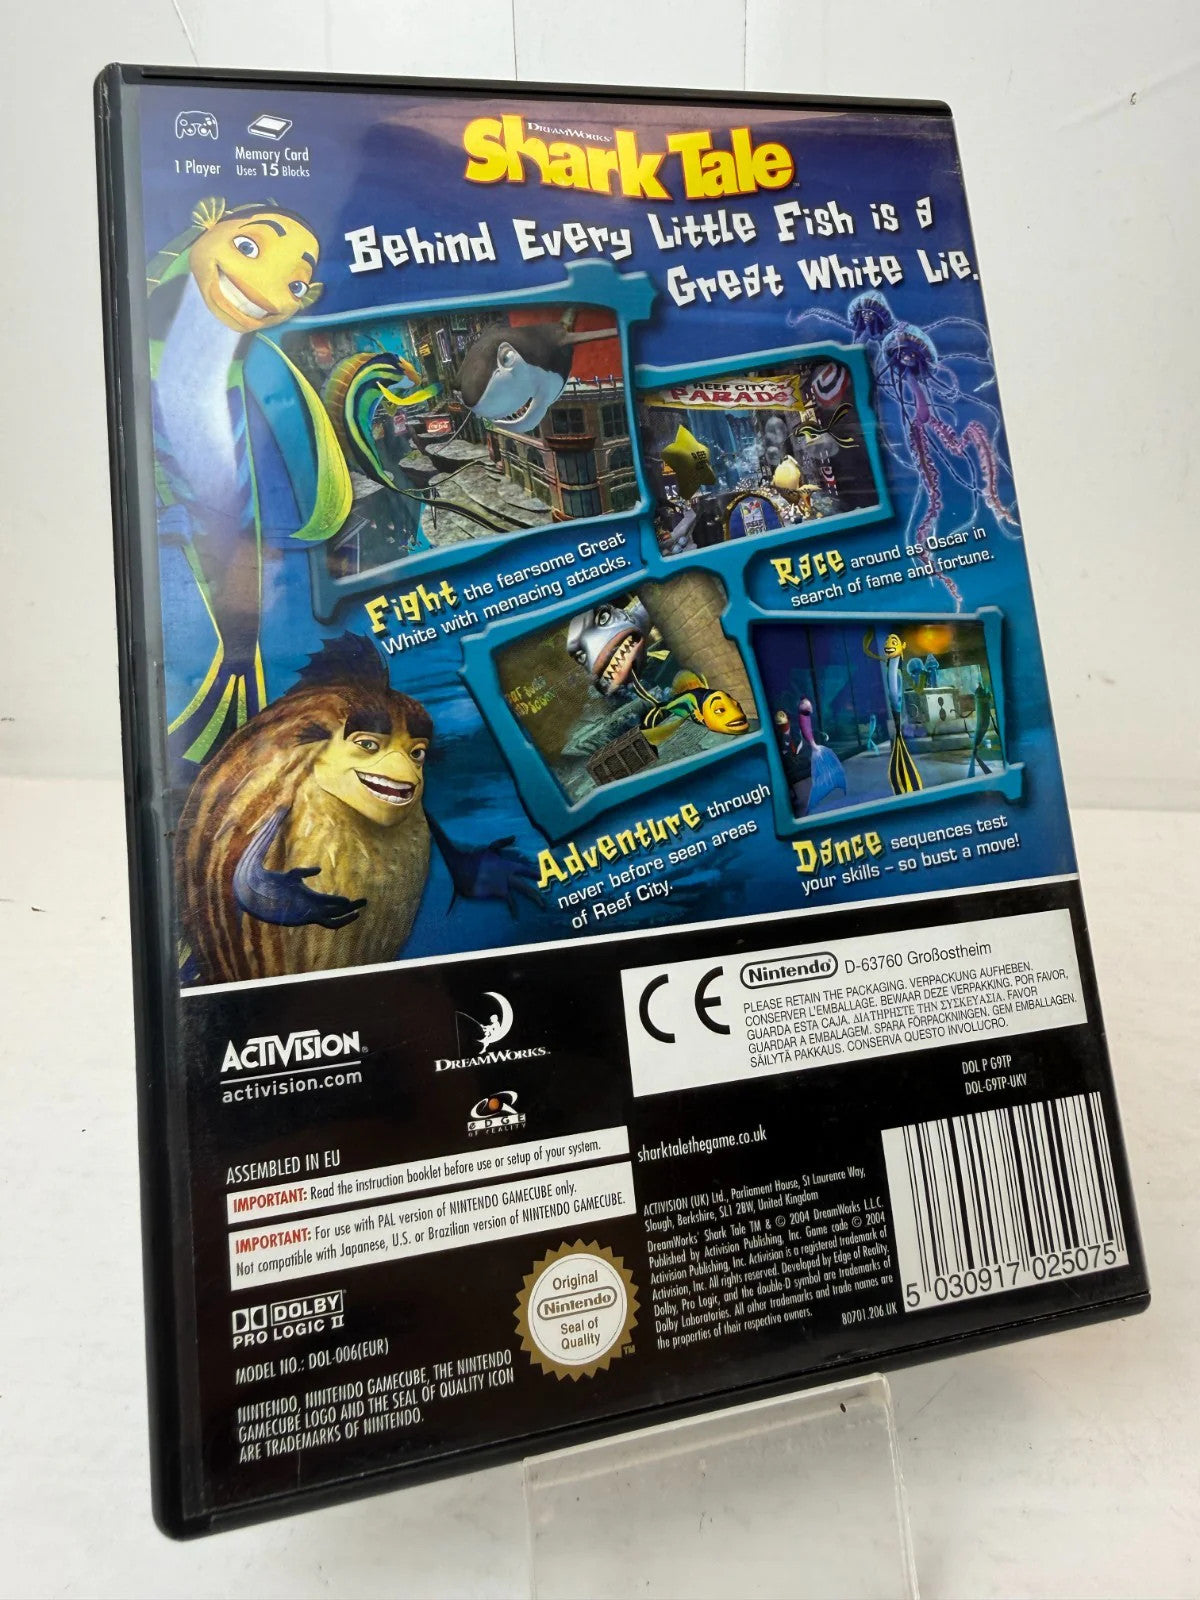 1 Player
Memory Card
Uses 15 Blocks
DREAMWORKS
Shark Tale
Behind Every Little Fish is a
Great White Lie.
Coca-Cola
REEF CITY
PARADE
Fight the fearsome Great
White with menacing attacks.
Race around as Oscar in
search of fame and fortune.
Adventure through
never before seen areas
of Reef City.
Dance sequences test
your skills – so bust a move!
ACTIVISION®
activision.com
DREAMWORKS™
EDGE
OF REALITY
CE
Nintendo® D-63760 Großostheim
PLEASE RETAIN THE PACKAGING. VERPACKUNG AUFHEBEN.
CONSERVER L'EMBALLAGE. BEWAAR DEZE VERPAKKING. POR FAVOR,
GUARDA ESTA CAJA. ΔΙΑΤΗΡΗΣΤΕ ΤΗΝ ΣΥΣΚΕΥΑΣΙΑ. FAVOR
GUARDAR A EMBALAGEM. SPARA FÖRPACKNINGEN. GEM EMBALLAGEN.
SÄILYTÄ PAKKAUS. CONSERVA QUESTO INVOLUCRO.
DOL P G9TP
DOL-G9TP-UKV
ASSEMBLED IN EU
IMPORTANT: Read the instruction booklet before use or setup of your system.
IMPORTANT: For use with PAL version of NINTENDO GAMECUBE only.
Not compatible with Japanese, U.S. or Brazilian version of NINTENDO GAMECUBE.
DOLBY®
PRO LOGIC II
MODEL NO.: DOL-006(EUR)
NINTENDO, NINTENDO GAMECUBE, THE NINTENDO
GAMECUBE LOGO AND THE SEAL OF QUALITY ICON
ARE TRADEMARKS OF NINTENDO.
Original
Nintendo®
Seal of
Quality
TM
sharktalethegame.co.uk
ACTIVISION (UK) Ltd., Parliament House, St Laurence Way,
Slough, Berkshire, SL1 2BW, United Kingdom
DreamWorks' Shark Tale TM & © 2004 DreamWorks L.L.C.
Published by Activision Publishing, Inc. Game code © 2004
Activision Publishing, Inc. Activision is a registered trademark of
Activision, Inc. All rights reserved. Developed by Edge of Reality.
Dolby, Pro Logic, and the double-D symbol are trademarks of
Dolby Laboratories. All other trademarks and trade names are
the properties of their respective owners.
80701.206.UK
5 030917 025075